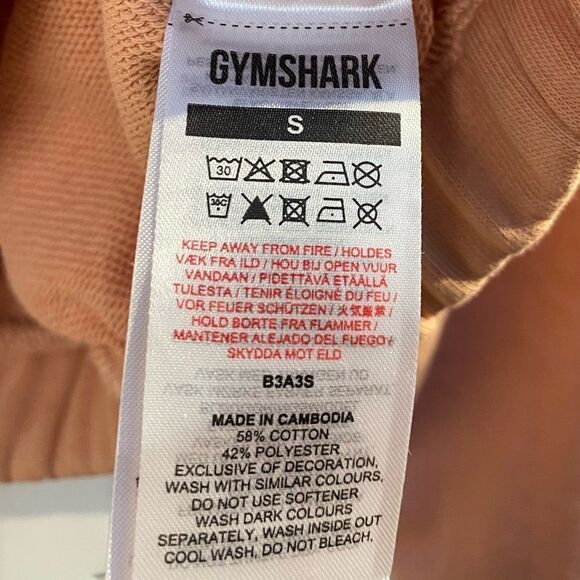 GYMSHARK
S
30
30C
KEEP AWAY FROM FIRE / HOLDES
VÆK FRA ILD / HOU BIJ OPEN VUUR
VANDAAN / PIDETTÄVÄ ETÄÄLLÄ
TULESTA / TENIR ÉLOIGNÉ DU FEU /
VOR FEUER SCHÜTZEN / 火気厳禁 /
HOLD BORTE FRA FLAMMER /
MANTENER ALEJADO DEL FUEGO /
SKYDDA MOT ELD
B3A3S
MADE IN CAMBODIA
58% COTTON
42% POLYESTER
EXCLUSIVE OF DECORATION,
WASH WITH SIMILAR COLOURS,
DO NOT USE SOFTENER
WASH DARK COLOURS
SEPARATELY, WASH INSIDE OUT
COOL WASH, DO NOT BLEACH.